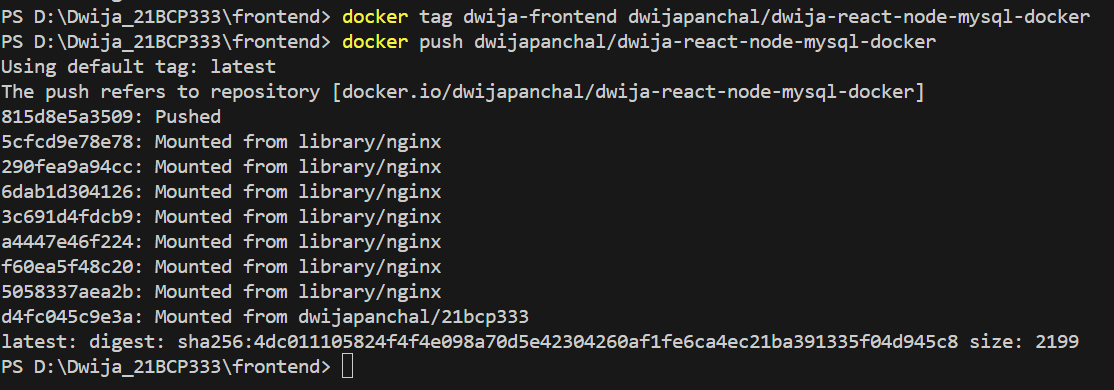 PS D:\Dwija_21BCP333\frontend> docker tag dwija-frontend dwijapanchal/dwija-react-node-mysql-docker
PS D:\Dwija_21BCP333\frontend> docker push dwijapanchal/dwija-react-node-mysql-docker
Using default tag: latest
The push refers to repository [docker.io/dwijapanchal/dwija-react-node-mysql-docker]
815d8e5a3509: Pushed
5cfcd9e78e78: Mounted from library/nginx
290fea9a94cc: Mounted from library/nginx
6dab1d304126: Mounted from library/nginx
3c691d4fdcb9: Mounted from library/nginx
a4447e46f224: Mounted from library/nginx
f60ea5f48c20: Mounted from library/nginx
5058337aea2b: Mounted from library/nginx
d4fc045c9e3a: Mounted from dwijapanchal/21bcp333
latest: digest: sha256:4dc011105824f4f4e098a70d5e42304260af1fe6ca4ec21ba391335f04d945c8 size: 2199
PS D:\Dwija_21BCP333\frontend>